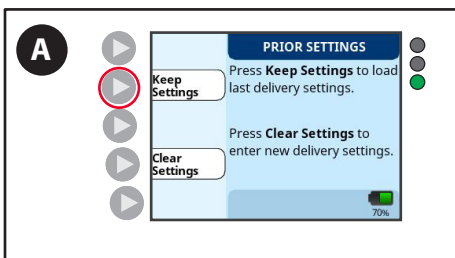 A
PRIOR SETTINGS
Keep
Settings
Press Keep Settings to load
last delivery settings.
Clear
Settings
Press Clear Settings to
enter new delivery settings.
70%